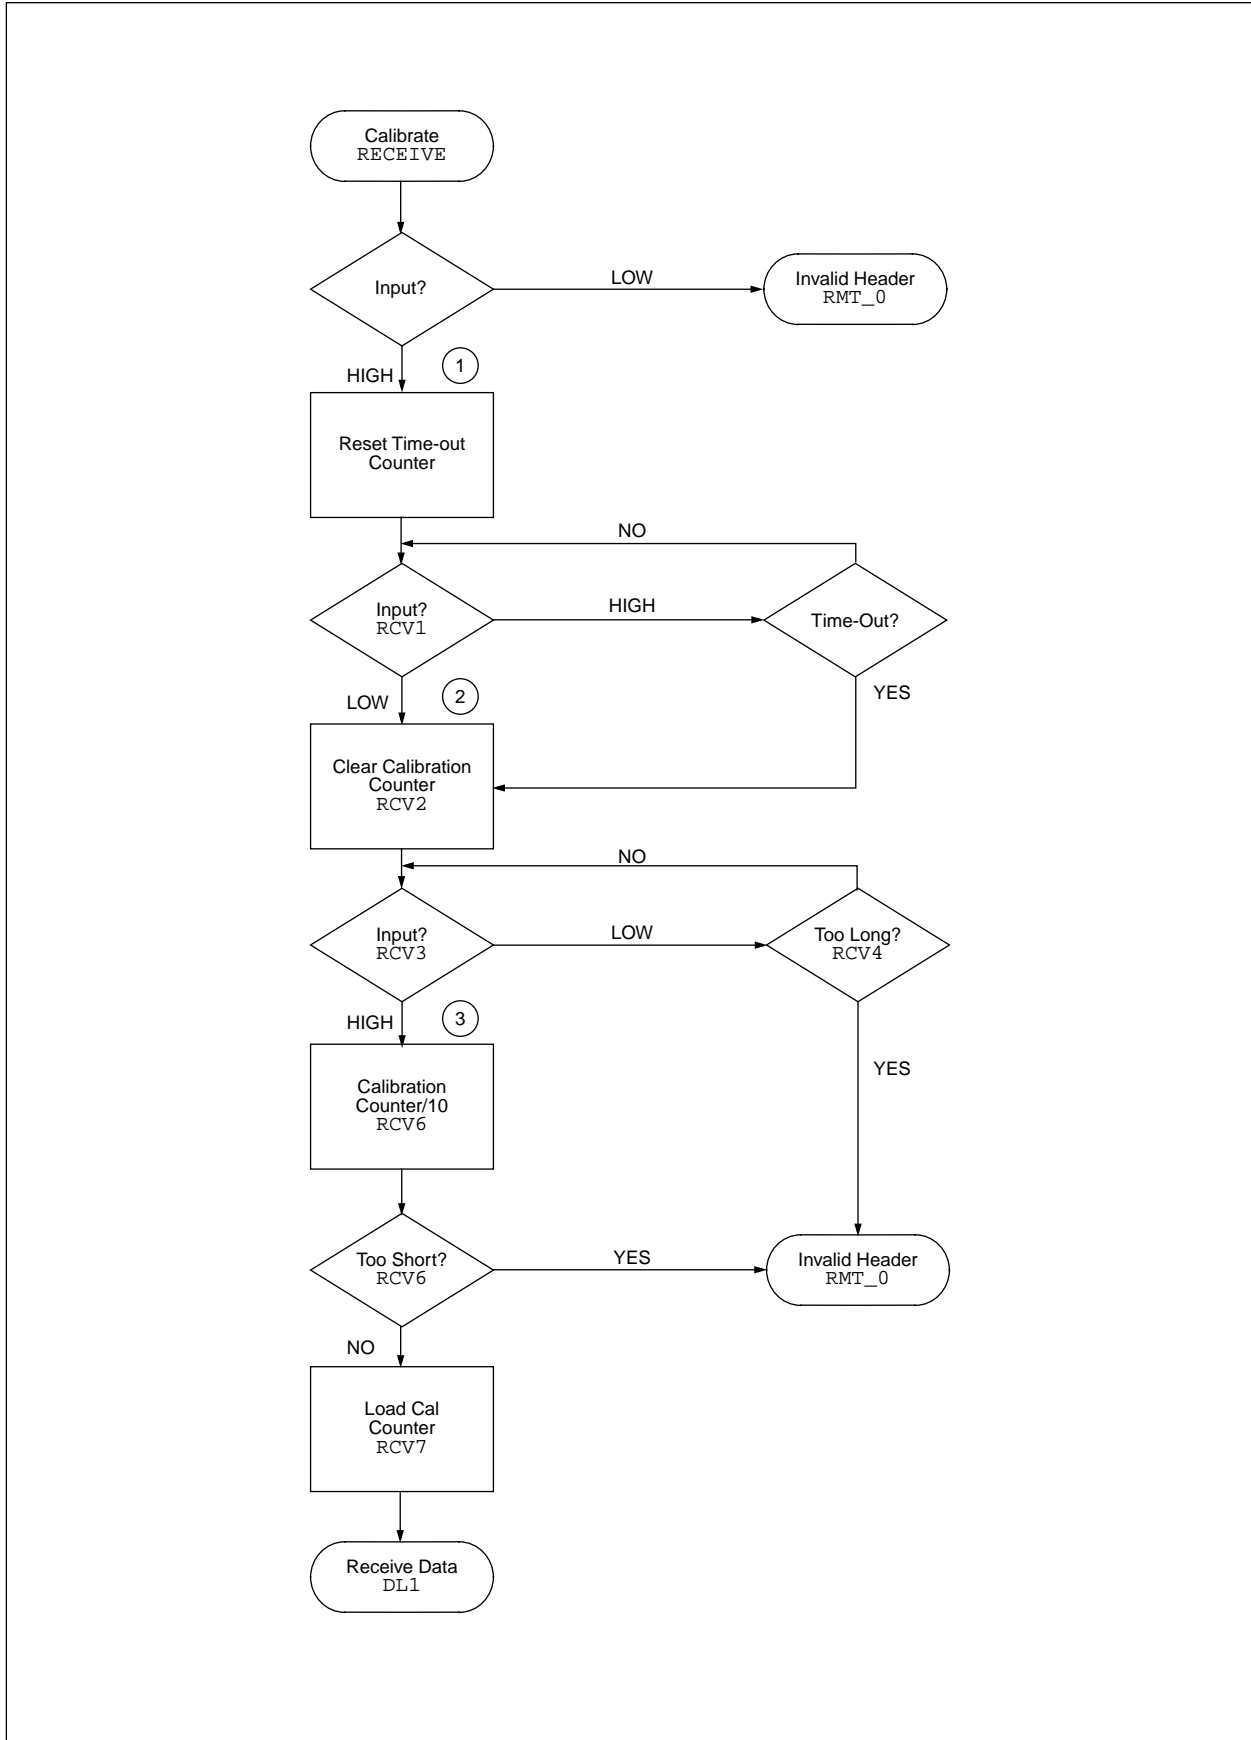 Calibrate
RECEIVE
Input?
LOW
Invalid Header
RMT_0
HIGH
1
Reset Time-out
Counter
NO
Input?
RCV1
HIGH
Time-Out?
LOW
2
YES
Clear Calibration
Counter
RCV2
NO
Input?
RCV3
LOW
Too Long?
RCV4
HIGH
3
YES
Calibration
Counter/10
RCV6
Too Short?
RCV6
YES
Invalid Header
RMT_0
NO
Load Cal
Counter
RCV7
Receive Data
DL1